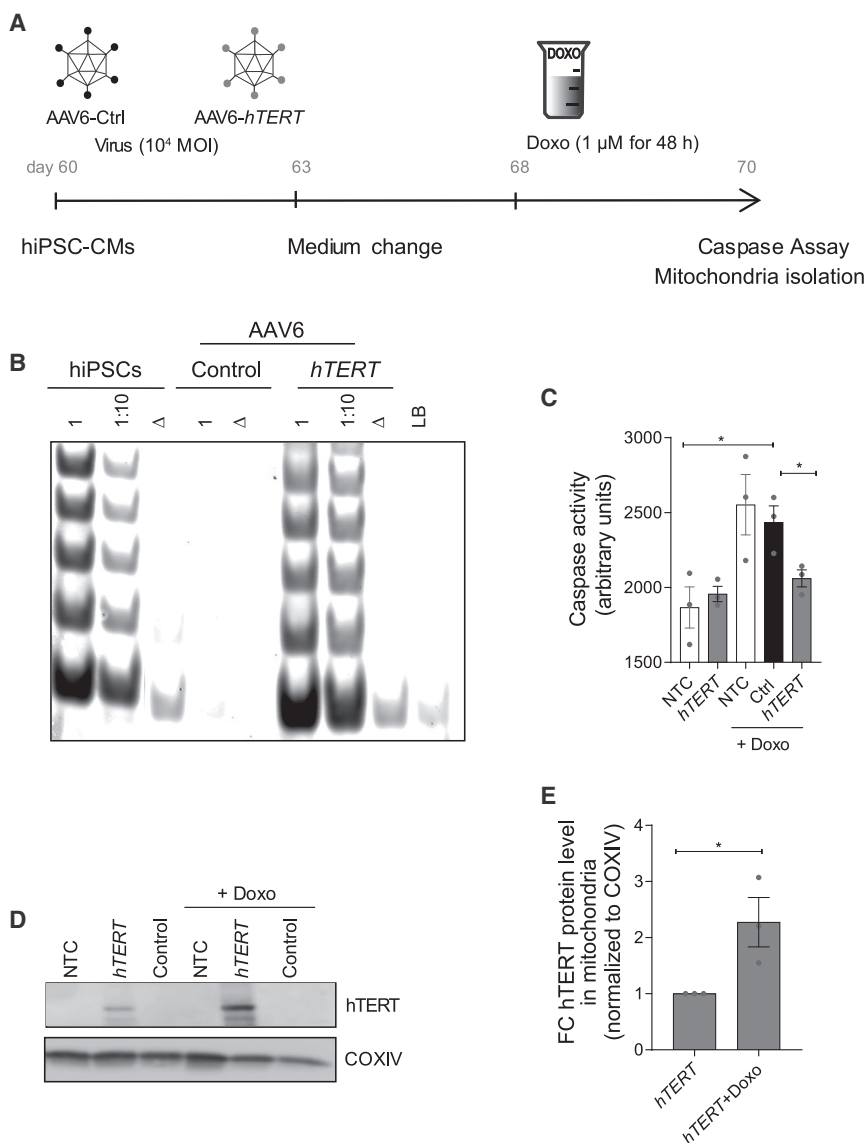 A
DOXO
AAV6-Ctrl
AAV6-hTERT
Virus (10⁴ MOI)
Doxo (1 µM for 48 h)
day 60
63
68
70
hiPSC-CMs
Medium change
Caspase Assay
Mitochondria isolation
B
AAV6
hiPSCs
Control
hTERT
1
1:10
Δ
1
Δ
1
1:10
Δ
LB
C
Caspase activity
(arbitrary units)
3000
2500
2000
1500
*
*
NTC
hTERT
NTC
Ctrl
hTERT
+ Doxo
D
+ Doxo
NTC
hTERT
Control
NTC
hTERT
Control
hTERT
COXIV
E
FC hTERT protein level
in mitochondria
(normalized to COXIV)
4
3
2
1
0
*
hTERT
hTERT+Doxo